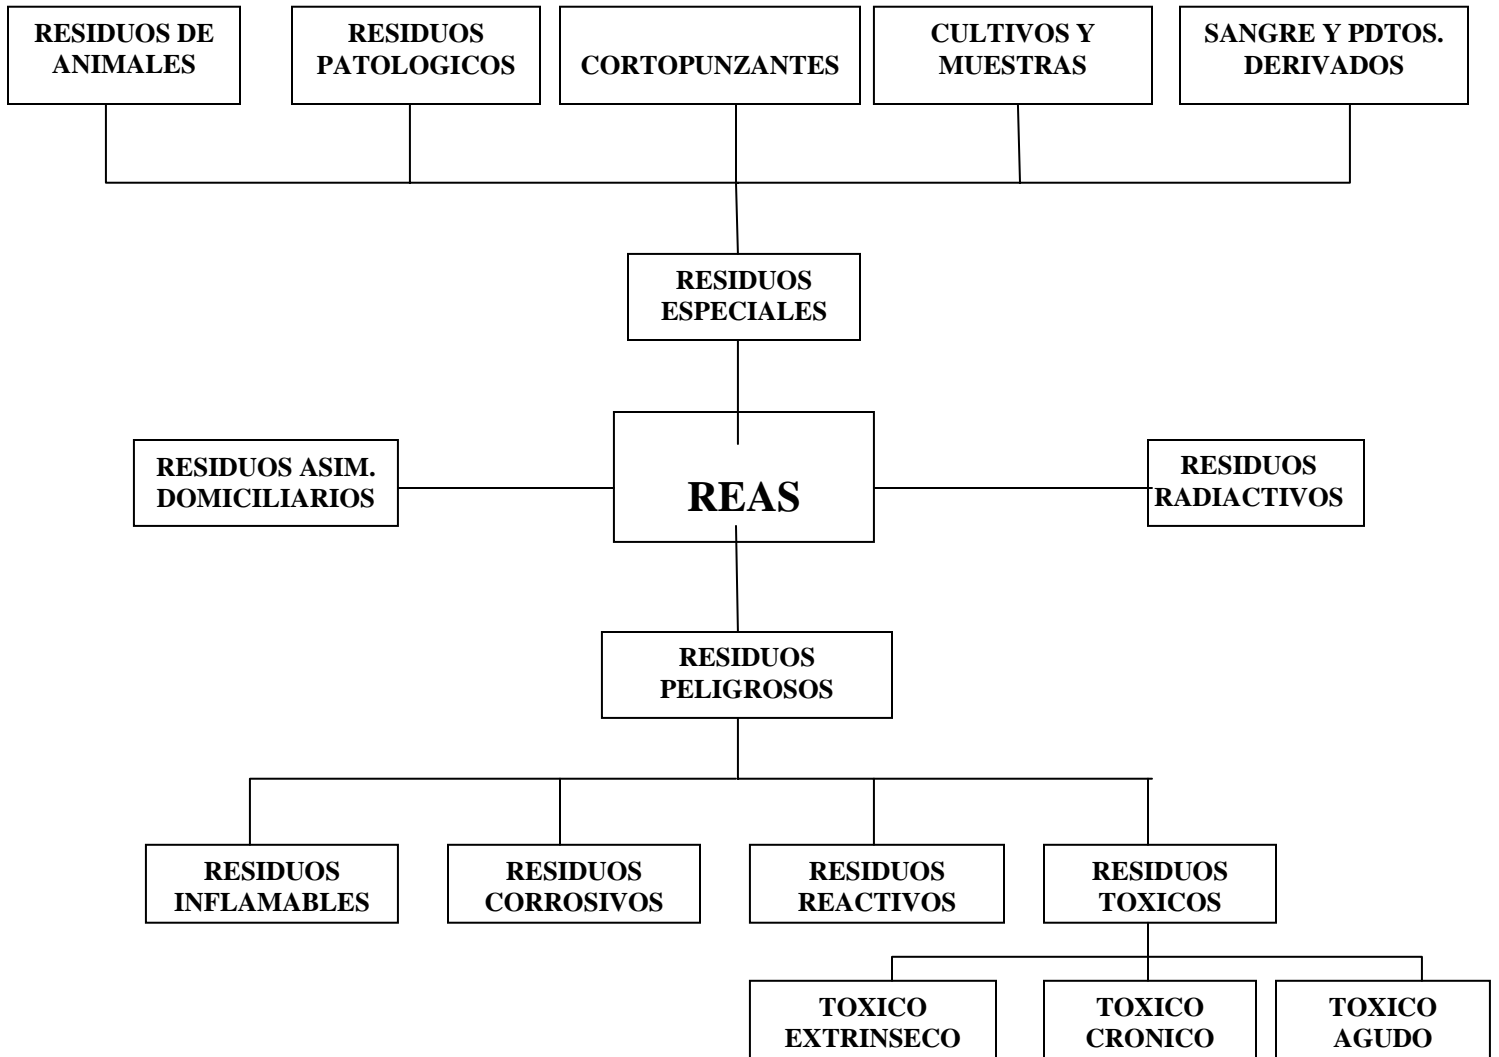 RESIDUOS DE
ANIMALES
RESIDUOS
PATOLOGICOS
CORTOPUNZANTES
CULTIVOS Y
MUESTRAS
SANGRE Y PDTOS.
DERIVADOS
RESIDUOS
ESPECIALES
RESIDUOS ASIM.
DOMICILIARIOS
REAS
RESIDUOS
RADIACTIVOS
RESIDUOS
PELIGROSOS
RESIDUOS
INFLAMABLES
RESIDUOS
CORROSIVOS
RESIDUOS
REACTIVOS
RESIDUOS
TOXICOS
TOXICO
EXTRINSECO
TOXICO
CRONICO
TOXICO
AGUDO